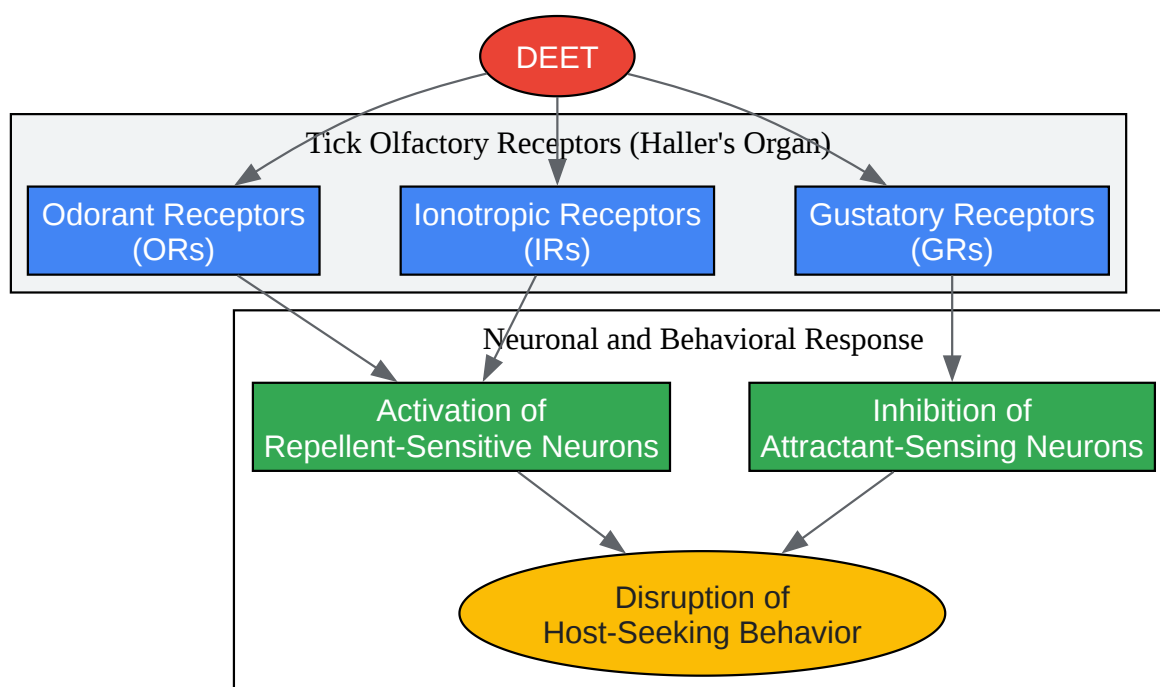 DEET
Tick Olfactory Receptors (Haller's Organ)
Odorant Receptors
(ORs)
Ionotropic Receptors
(IRs)
Gustatory Receptors
(GRs)
Neuronal and Behavioral Response
Activation of
Repellent-Sensitive Neurons
Inhibition of
Attractant-Sensing Neurons
Disruption of
Host-Seeking Behavior